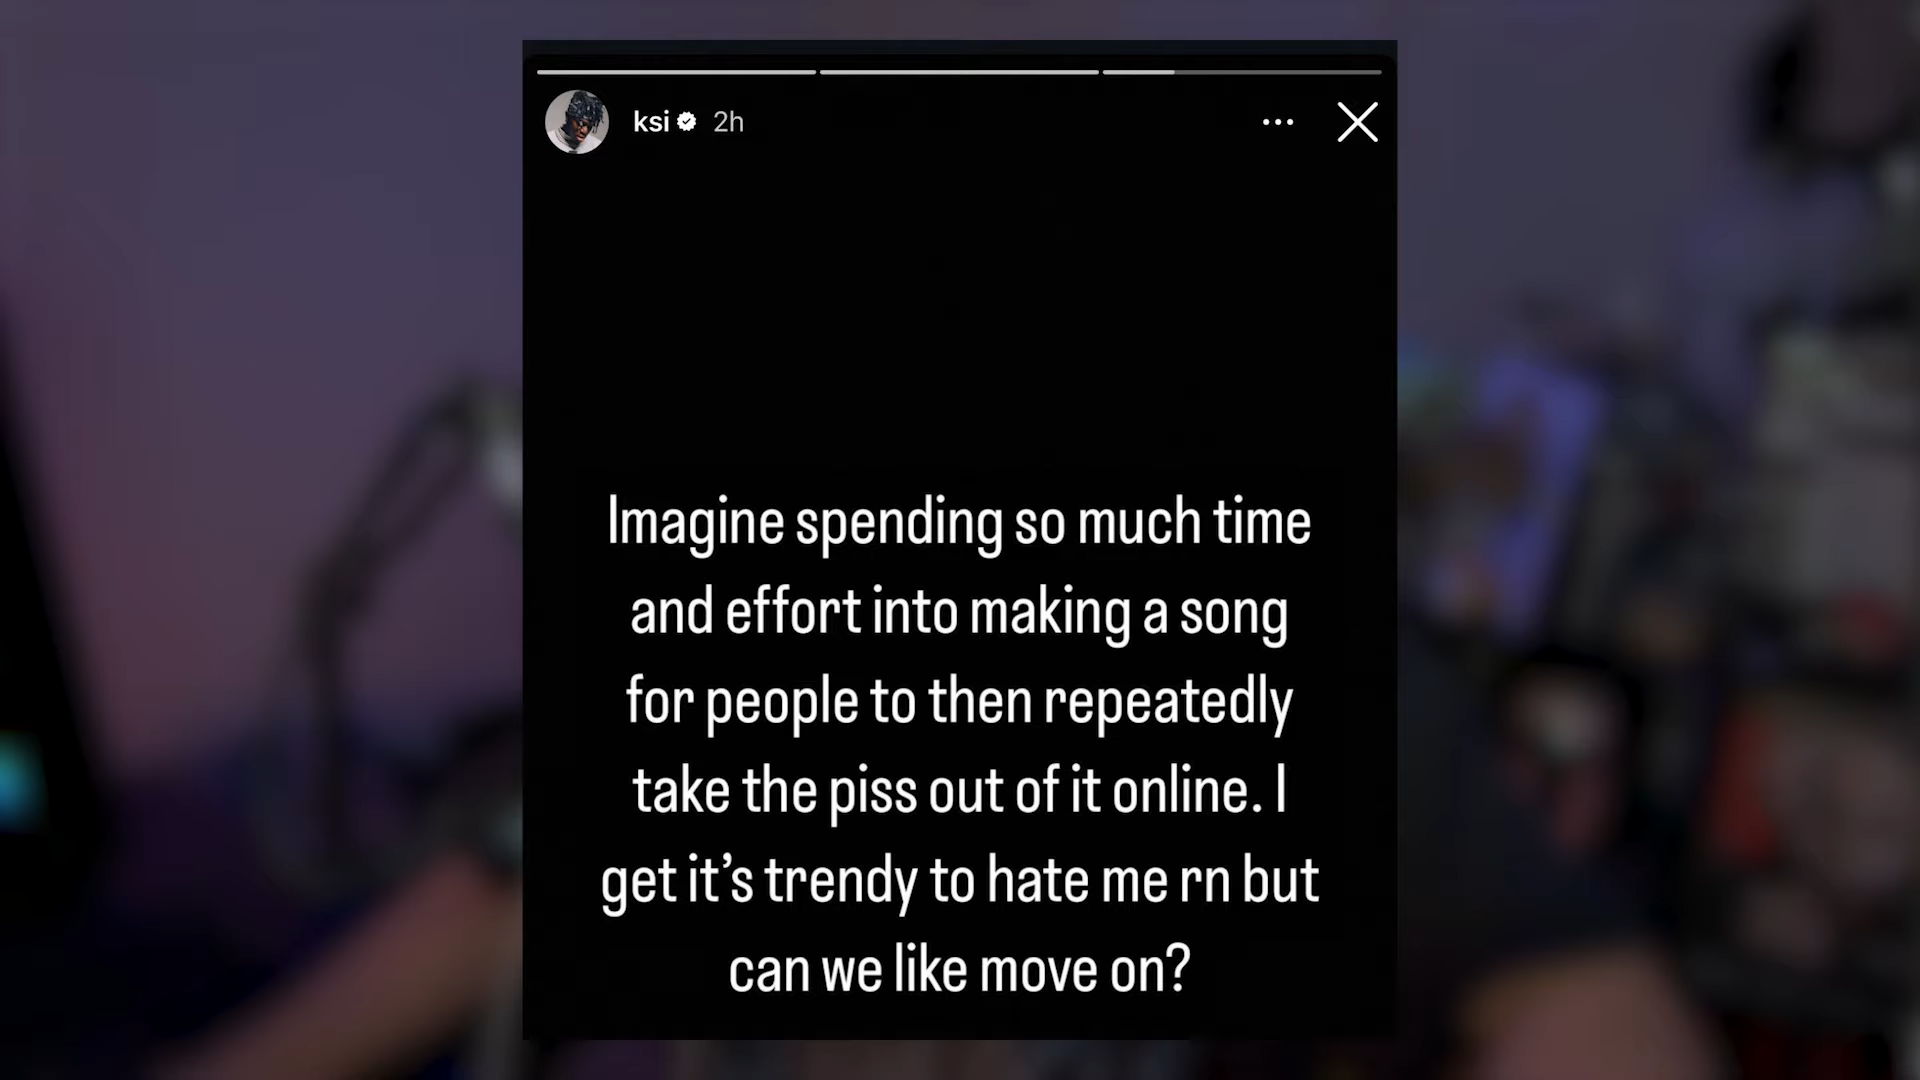 ksi 2h
Imagine spending so much time
and effort into making a song
for people to then repeatedly
take the piss out of it online. I
get it’s trendy to hate me rn but
can we like move on?